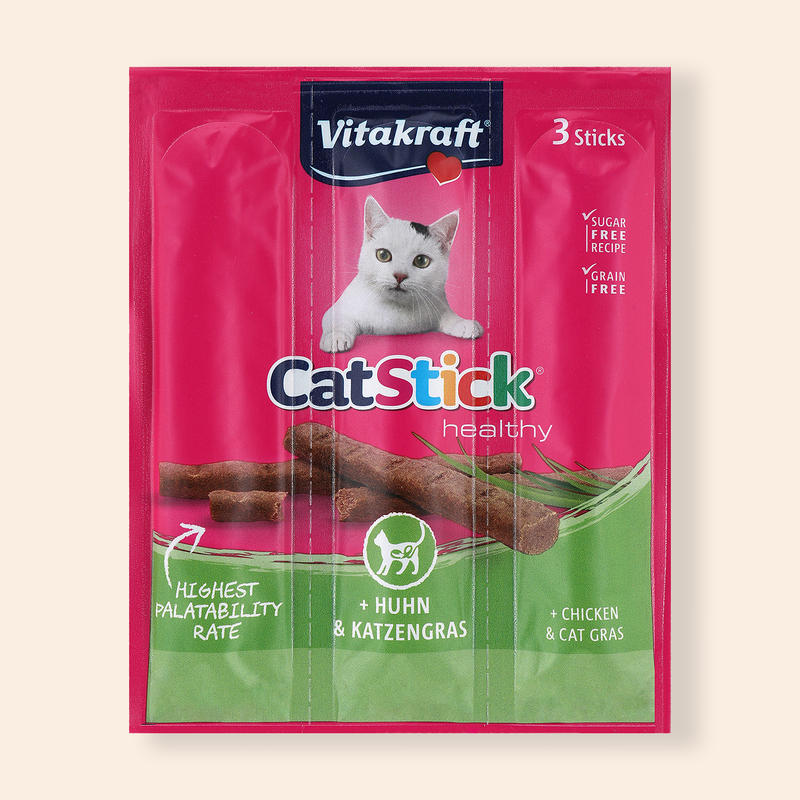 Vitakraft®
3 Sticks
SUGAR
FREE
RECIPE
GRAIN
FREE
CatStick®
healthy
HIGHEST
PALATABILITY
RATE
+ HUHN
& KATZENGRAS
+ CHICKEN
& CAT GRAS